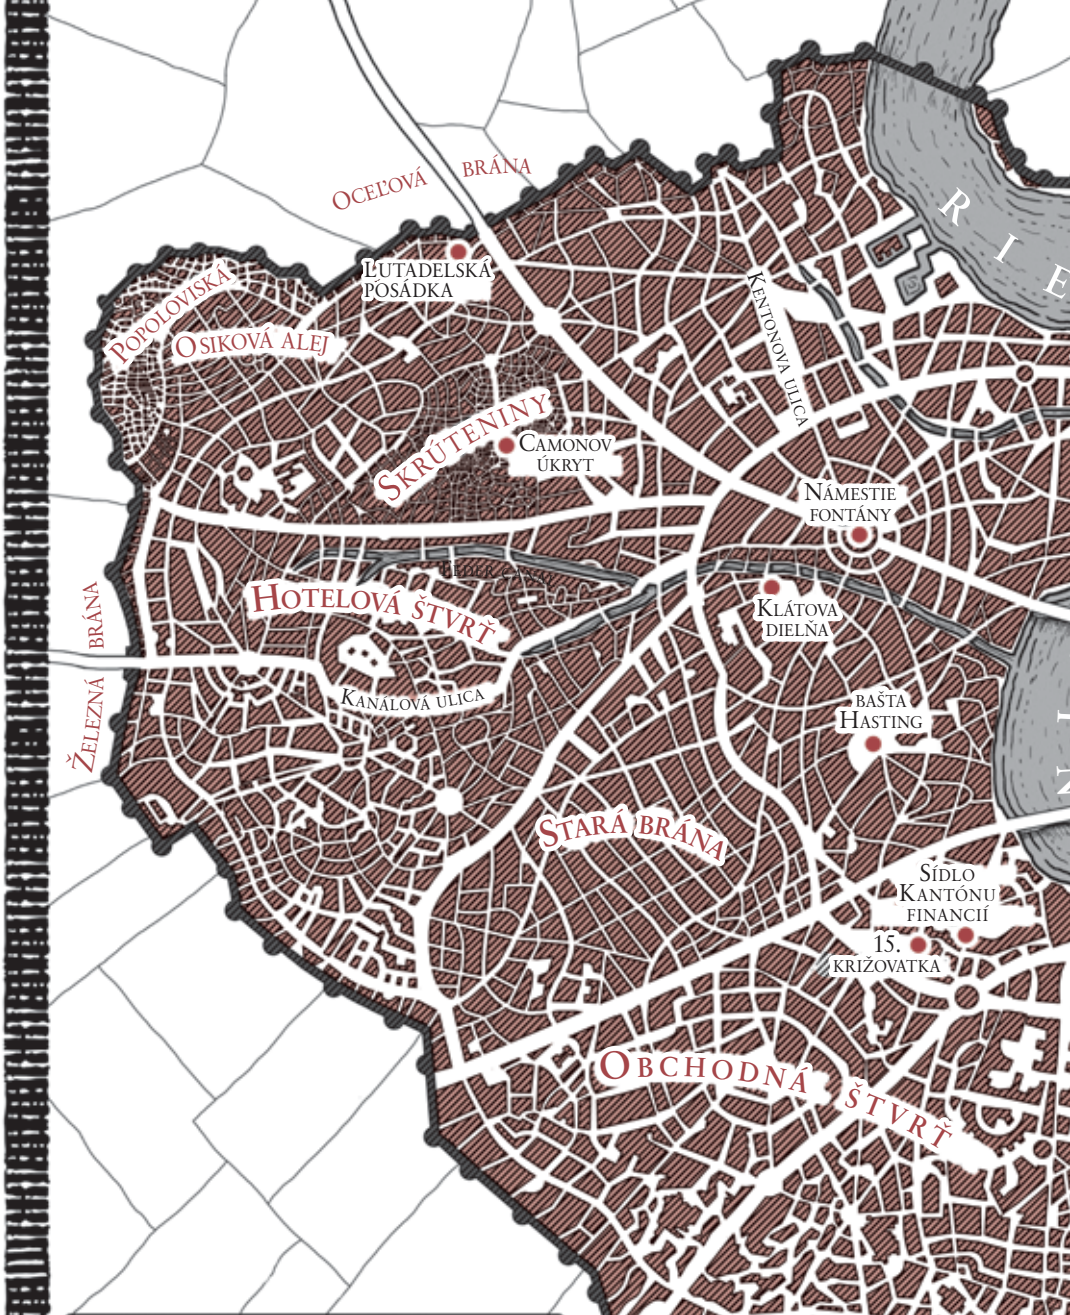 OCEĽOVÁ BRÁNA
R I E
ĽUTADELSKÁ
POSÁDKA
POPOLOVISKÁ
OSIKOVÁ ALEJ
KENTONOVA ULICA
SKRÚTENINY
CAMONOV
ÚKRYT
NÁMESTIE
FONTÁNY
HOTELOVÁ ŠTVRŤ
KLÁTOVA
DIELŇA
ŽELEZNÁ BRÁNA
KANÁLOVÁ ULICA
BAŠTA
HASTING
STARÁ BRÁNA
SÍDLO
KANTÓNU
FINANCIÍ
15.
KRIŽOVATKA
OBCHODNÁ ŠTVRŤ